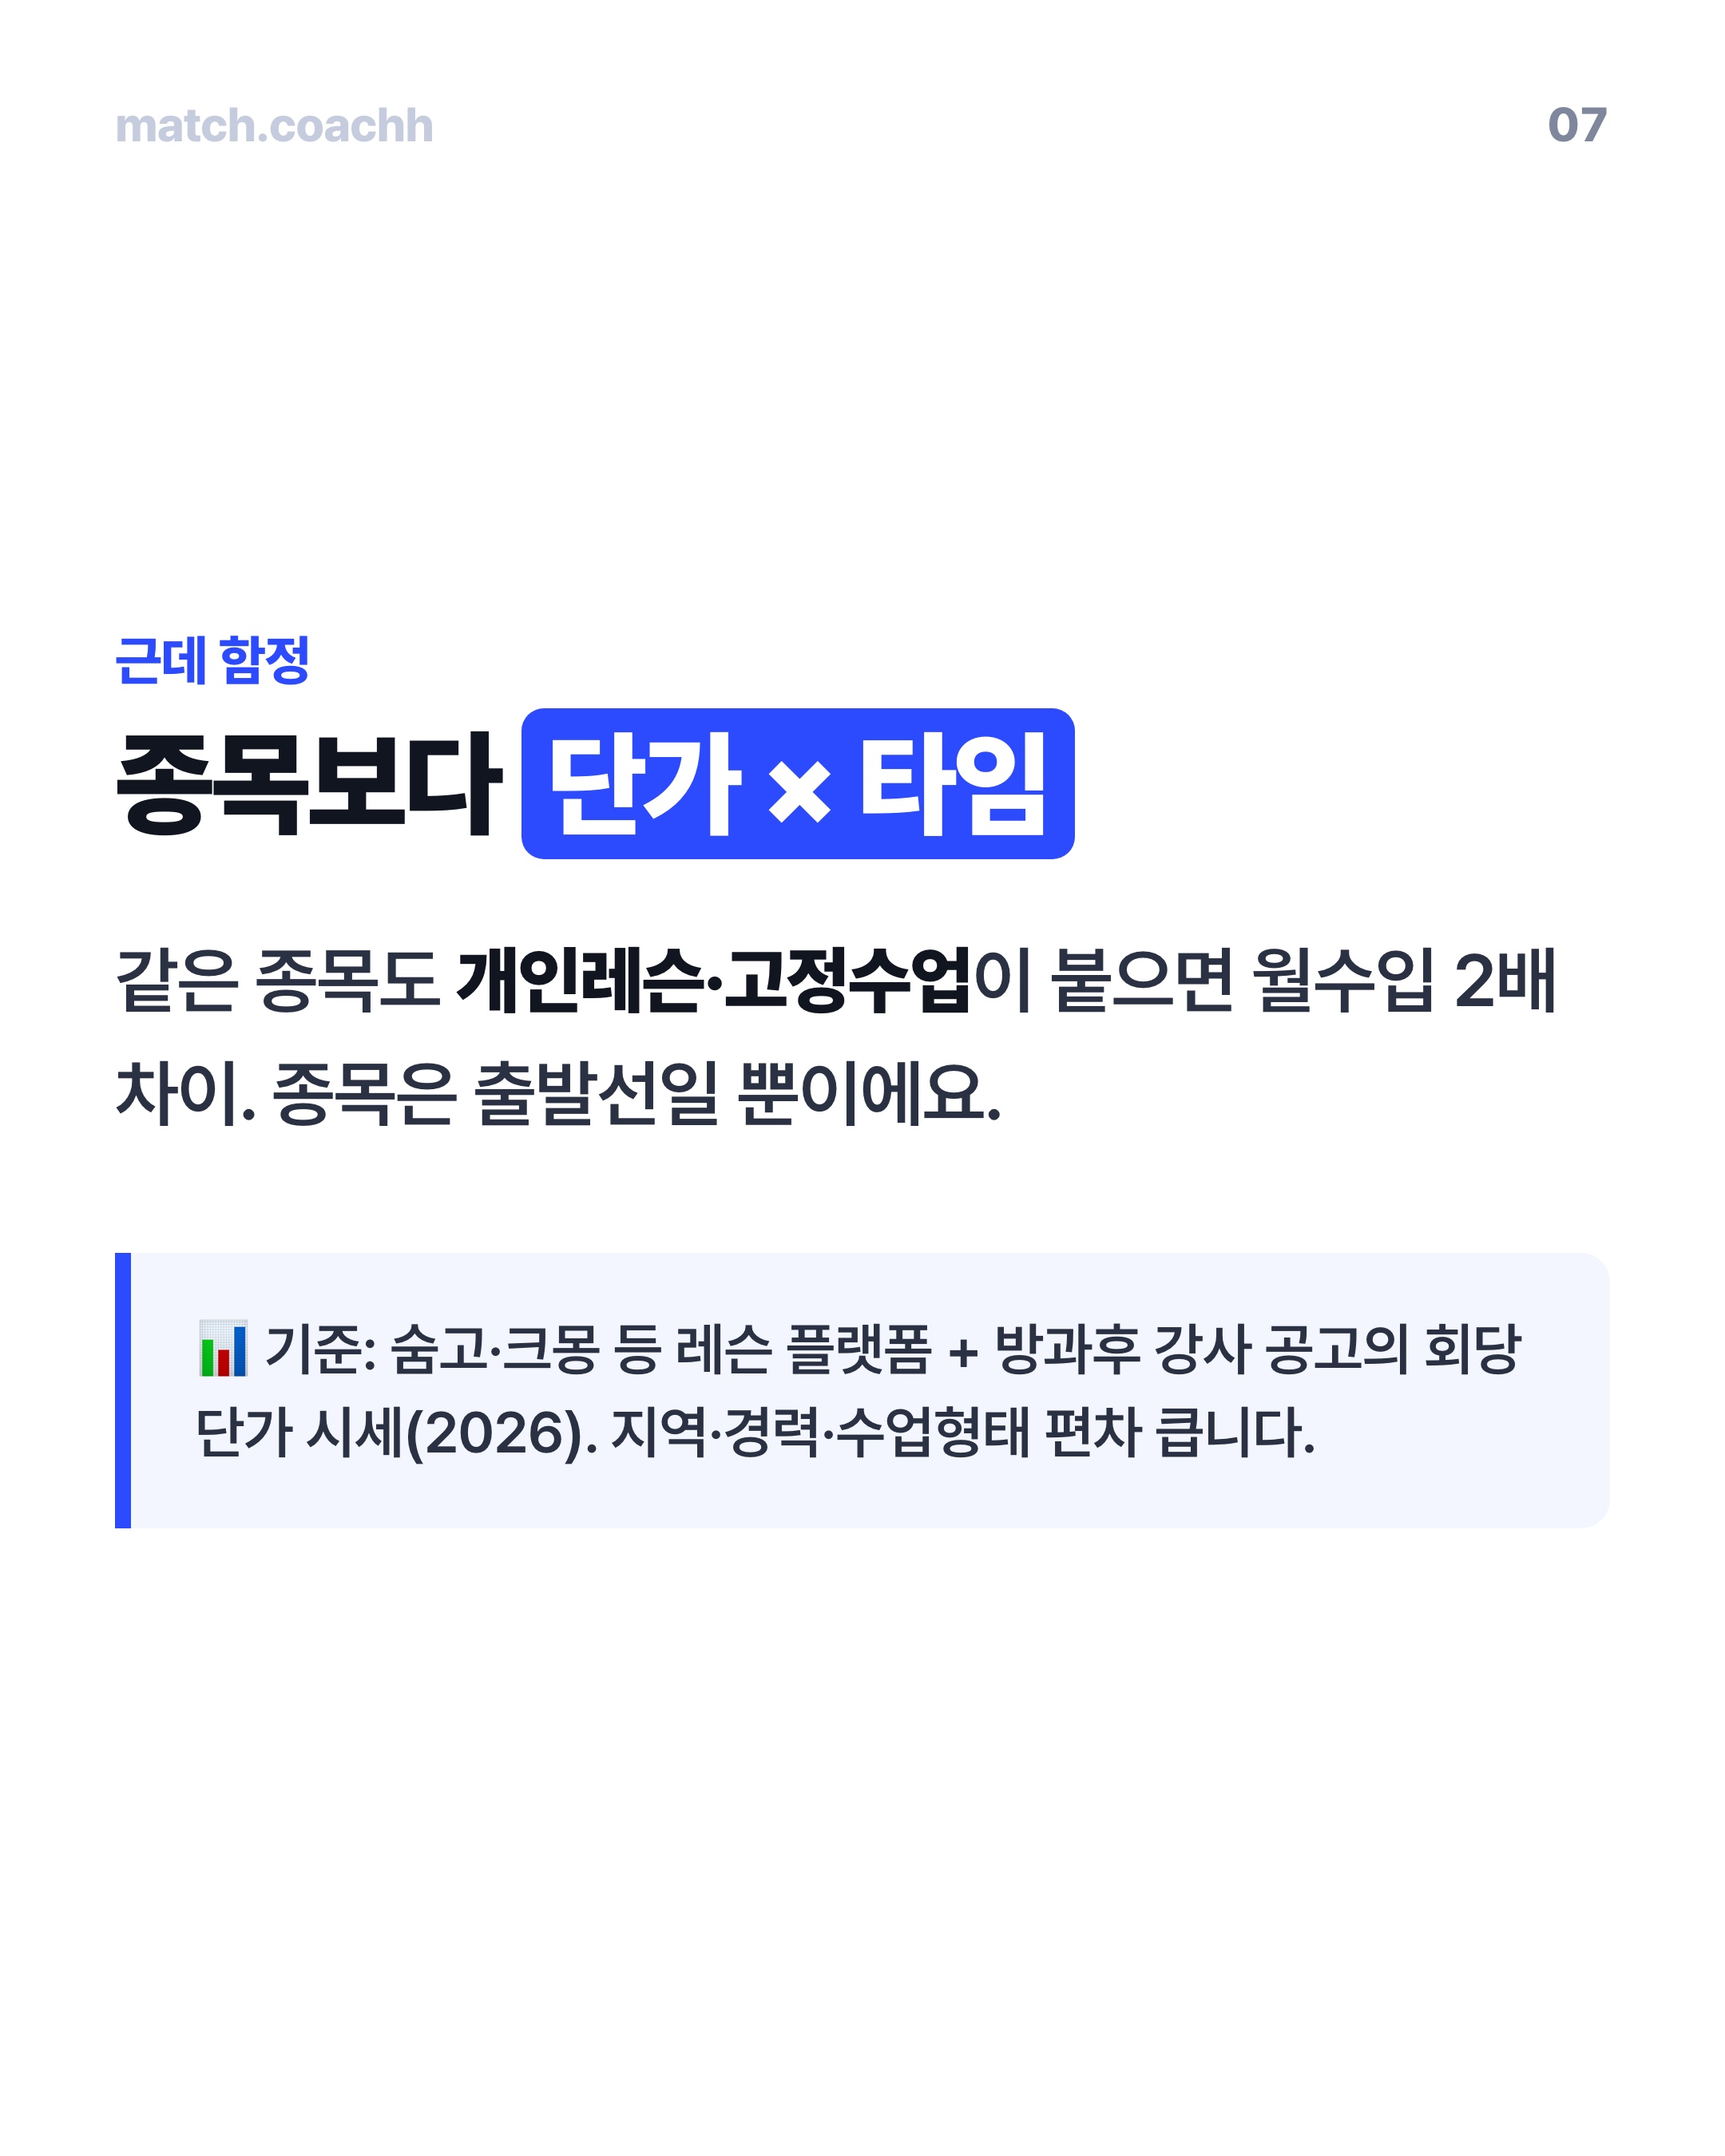 match.coachh
07
근데 함정
종목보다 단가 × 타임
같은 종목도 개인레슨·고정수업이 붙으면 월수입 2배
차이. 종목은 출발선일 뿐이에요.
📊 기준: 숨고·크몽 등 레슨 플랫폼 + 방과후 강사 공고의 회당
단가 시세(2026). 지역·경력·수업형태 편차 큽니다.